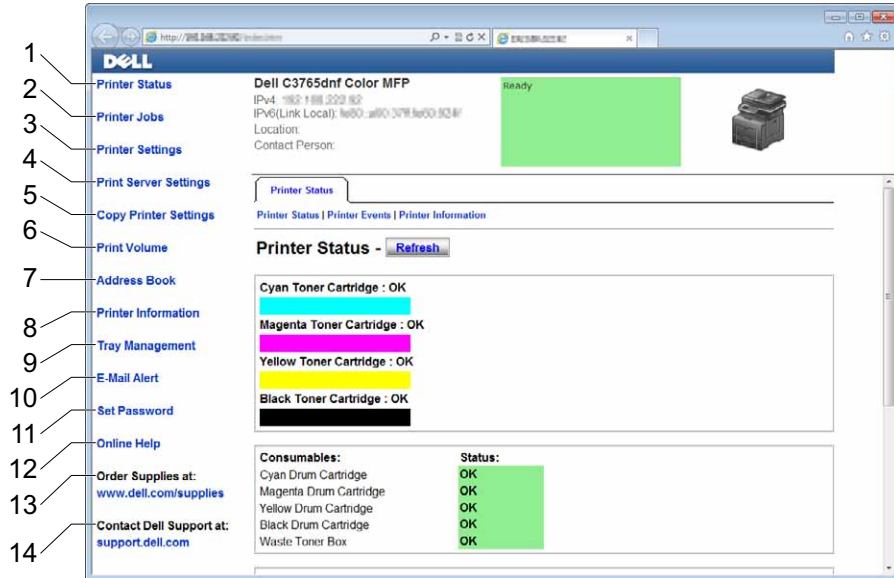 http://
DELL
1
Printer Status
2
Printer Jobs
3
Printer Settings
4
Print Server Settings
5
Copy Printer Settings
6
Print Volume
7
Address Book
8
Printer Information
9
Tray Management
10
E-Mail Alert
11
Set Password
12
Online Help
13
Order Supplies at:
www.dell.com/supplies
14
Contact Dell Support at:
support.dell.com
Dell C3765dnf Color MFP
IPv4:
IPv6(Link Local):
Location:
Contact Person:
Ready
Printer Status
Printer Status | Printer Events | Printer Information
Printer Status - Refresh
Cyan Toner Cartridge : OK
Magenta Toner Cartridge : OK
Yellow Toner Cartridge : OK
Black Toner Cartridge : OK
Consumables: Status:
Cyan Drum Cartridge OK
Magenta Drum Cartridge OK
Yellow Drum Cartridge OK
Black Drum Cartridge OK
Waste Toner Box OK